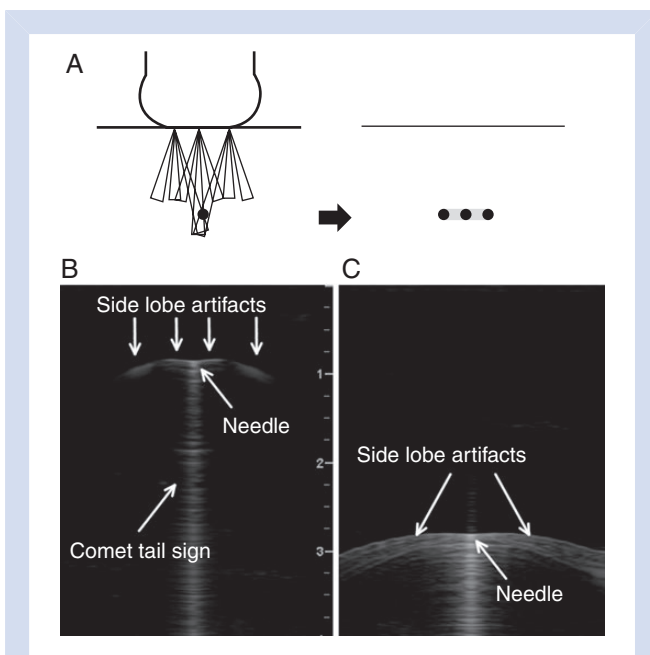 A
B
C
Side lobe artifacts
1
Needle
2
Side lobe artifacts
Comet tail sign
3
Needle